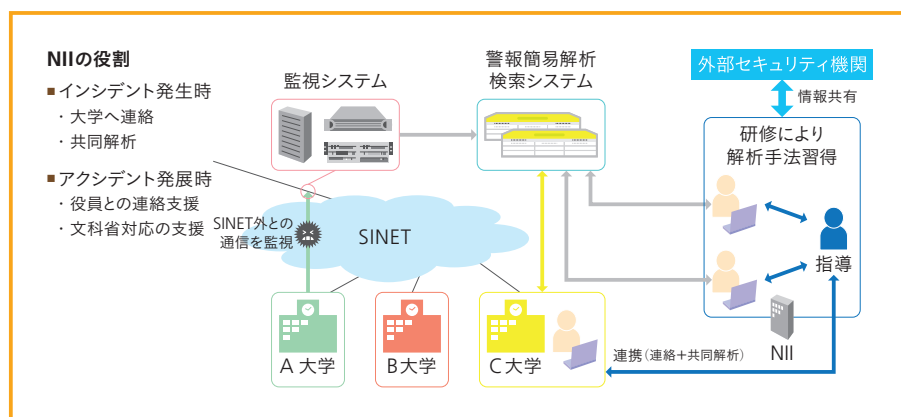 NIIの役割
■インシデント発生時
・大学へ連絡
・共同解析
■アクシデント発展時
・役員との連絡支援
・文科省対応の支援
監視システム
警報簡易解析
検索システム
外部セキュリティ機関
情報共有
研修により
解析手法習得
SINET外との
通信を監視
SINET
指導
NII
A大学
B大学
C大学
連携（連絡＋共同解析）